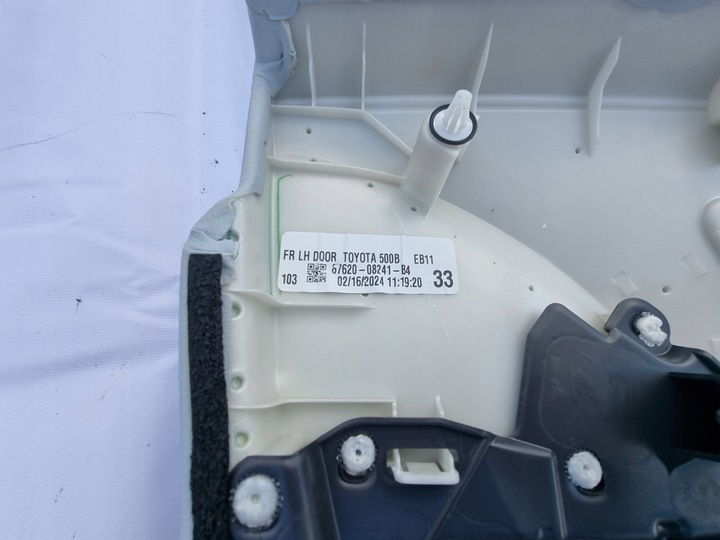 FR LH DOOR TOYOTA 500B EB11
67620-08241-B4
103 02/16/2024 11:19:20 33